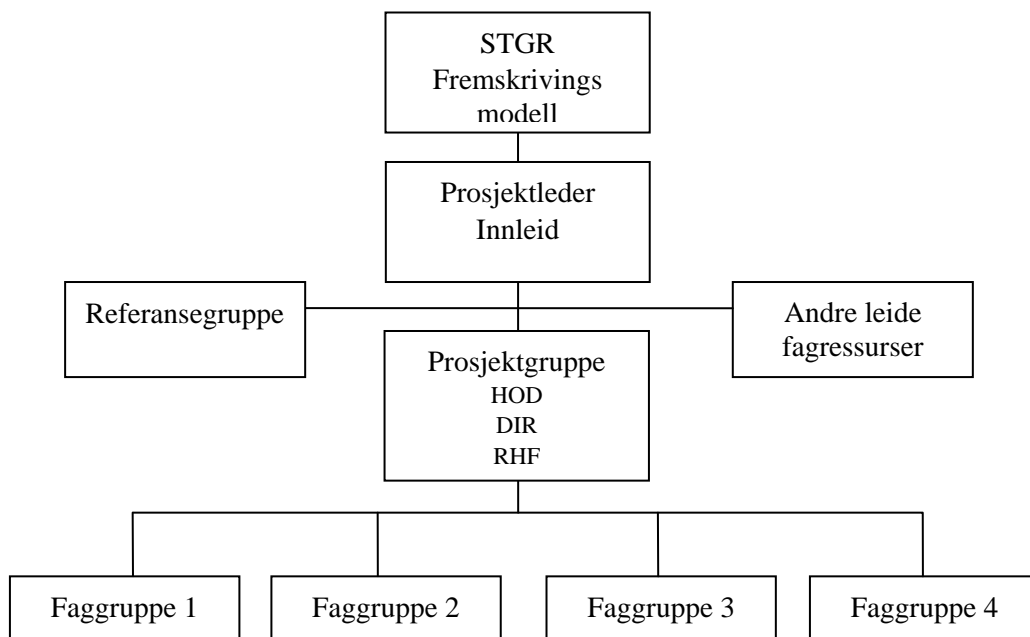 STGR
Fremskrivings
modell
Prosjektleder
Innleid
Referansegruppe
Andre leide
fagressurser
Prosjektgruppe
HOD
DIR
RHF
Faggruppe 1
Faggruppe 2
Faggruppe 3
Faggruppe 4